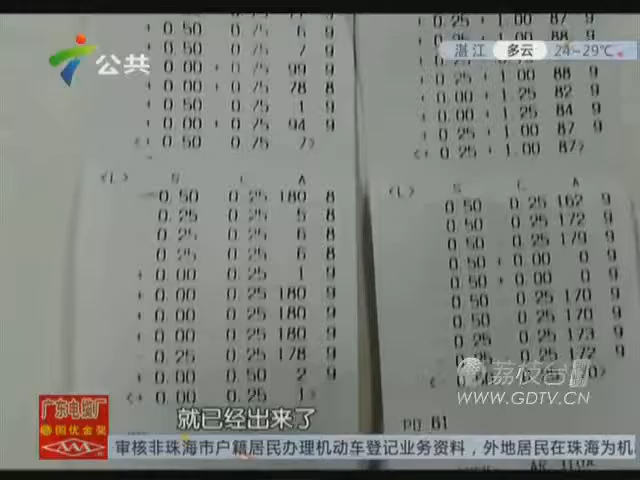 公共
湛江 多云 24~29℃
+ 0.50 0.75 6 9
0.50 0.75 7 9
0.00 + 0.75 99 9
+ 0.00 0.75 78 8
0.50 0.75 1 9
+ 0.00 + 0.75 94 9
<+ 0.50 0.75 7>
+ 0.25 + 1.00 87 9
0.25 + 1.00 88 9
+ 0.00 + 1.25 82 9
+ 0.00 + 1.25 84 9
+ 0.25 + 1.00 87 9
<+ 0.25 + 1.00 87>
<L> S C A
0.50 0.25 180 8
0.25 0.25 5 8
0.25 0.25 6 8
0.25 0.25 6 8
+ 0.00 0.25 1 9
+ 0.00 0.25 180 9
+ 0.00 0.25 180 9
+ 0.00 0.25 180 9
- 0.25 0.25 178 9
+ 0.00 0.50 2 9
<+ 0.00 0.25 1>
<L> S C A
0.50 0.25 162 9
0.50 0.25 172 9
0.50 0.25 179 9
0.50 + 0.00 0 9
0.50 + 0.00 0 9
0.50 0.25 170 9
0.50 0.25 170 9
0.50 0.25 173 9
0.50 0.25 172 9
PD 61
荔枝台
www.GDTV.CN
广东电缆厂
国优金奖
就已经出来了
审核非珠海市户籍居民办理机动车登记业务资料，外地居民在珠海为机